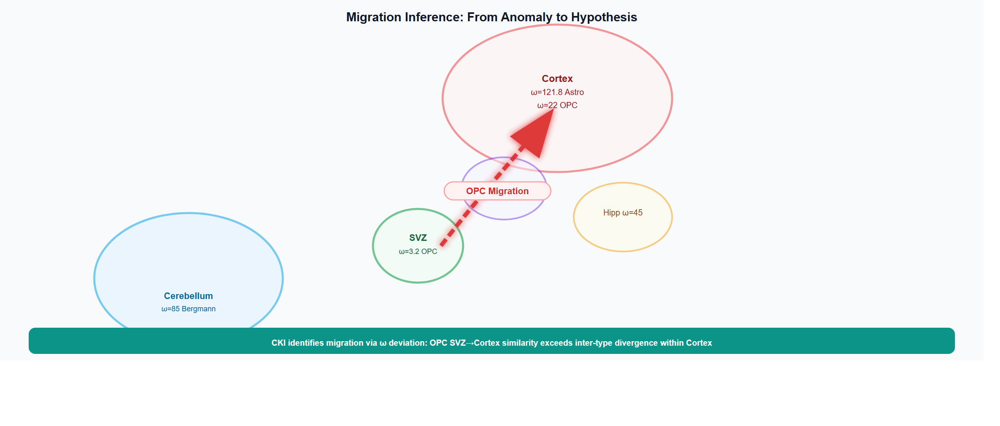 Migration Inference: From Anomaly to Hypothesis
Cortex
ω=121.8 Astro
ω=22 OPC
OPC Migration
Hipp ω=45
SVZ
ω=3.2 OPC
Cerebellum
ω=85 Bergmann
CKI identifies migration via ω deviation: OPC SVZ→Cortex similarity exceeds inter-type divergence within Cortex